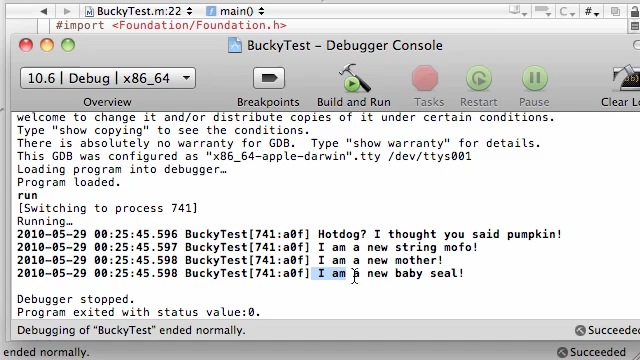 BuckyTest.m:22 main()
#import <Foundation/Foundation.h>
BuckyTest – Debugger Console
10.6 | Debug | x86_64
Overview Breakpoints Build and Run Tasks Restart Pause Clear Lo
welcome to change it and/or distribute copies of it under certain conditions.
Type "show copying" to see the conditions.
There is absolutely no warranty for GDB.  Type "show warranty" for details.
This GDB was configured as "x86_64-apple-darwin".tty /dev/ttys001
Loading program into debugger…
Program loaded.
run
[Switching to process 741]
Running…
2010-05-29 00:25:45.596 BuckyTest[741:a0f] Hotdog? I thought you said pumpkin!
2010-05-29 00:25:45.597 BuckyTest[741:a0f] I am a new string mofo!
2010-05-29 00:25:45.598 BuckyTest[741:a0f] I am a new mother!
2010-05-29 00:25:45.598 BuckyTest[741:a0f] I am a new baby seal!
Debugger stopped.
Program exited with status value:0.
Debugging of "BuckyTest" ended normally. Succeeded
ended normally. Succeeded